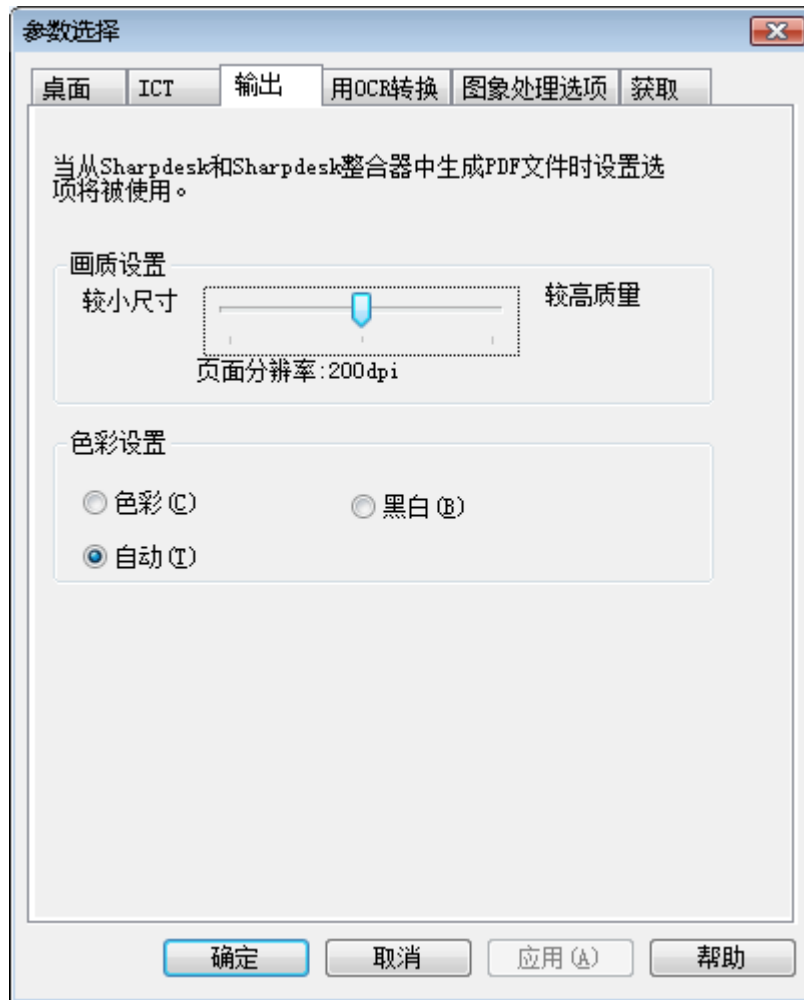 参数选择
桌面 ICT 输出 用OCR转换 图象处理选项 获取
当从Sharpdesk和Sharpdesk整合器中生成PDF文件时设置选
项将被使用。
画质设置
较小尺寸 较高质量
页面分辨率:200dpi
色彩设置
色彩(C) 黑白(B)
自动(T)
确定 取消 应用(A) 帮助